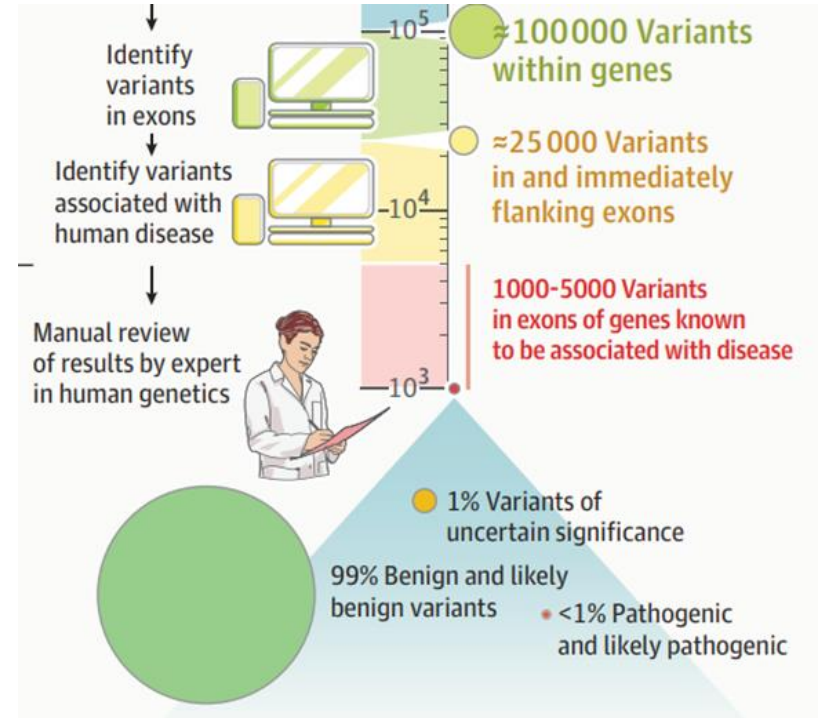 Identify
variants
in exons
Identify variants
associated with
human disease
Manual review
of results by expert
in human genetics
10⁵
10⁴
10³
≈100000 Variants
within genes
≈25000 Variants
in and immediately
flanking exons
1000-5000 Variants
in exons of genes known
to be associated with disease
1% Variants of
uncertain significance
99% Benign and likely
benign variants
<1% Pathogenic
and likely pathogenic